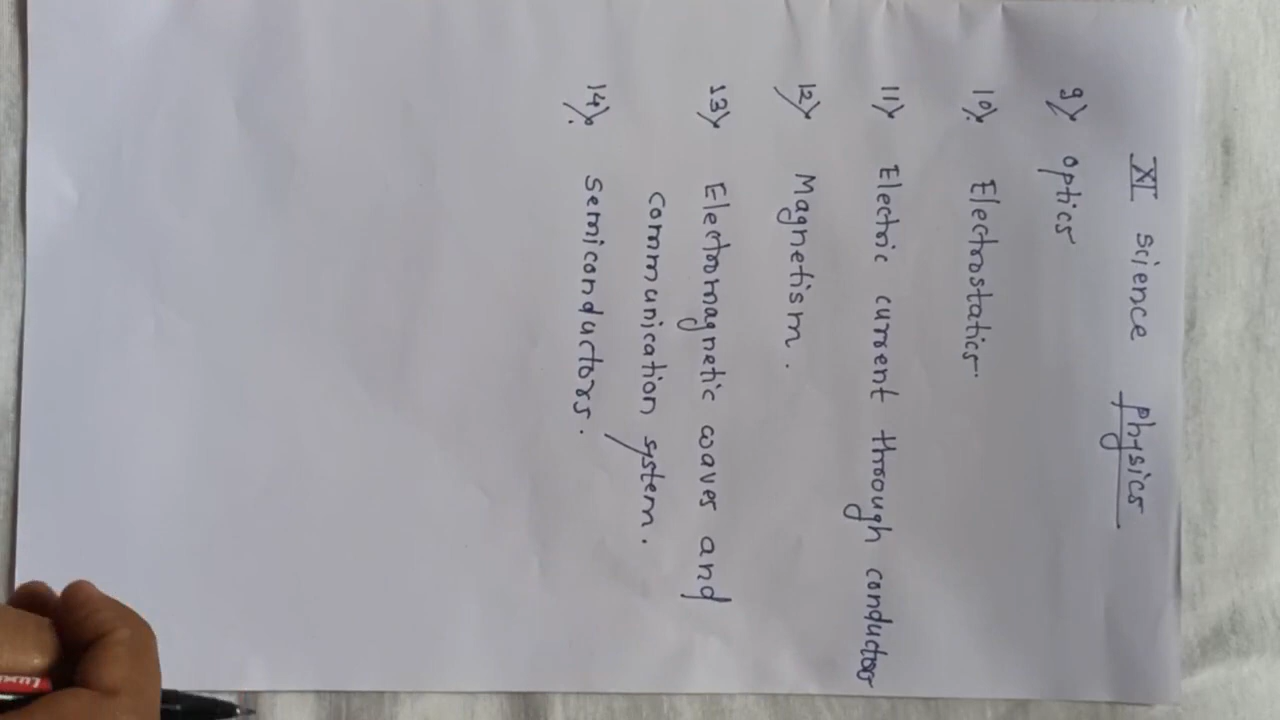 XI science physics
9) optics
10) Electrostatics.
11) Electric current through conductors
12) Magnetism.
13) Electromagnetic waves and
communication system.
14) semiconductors.